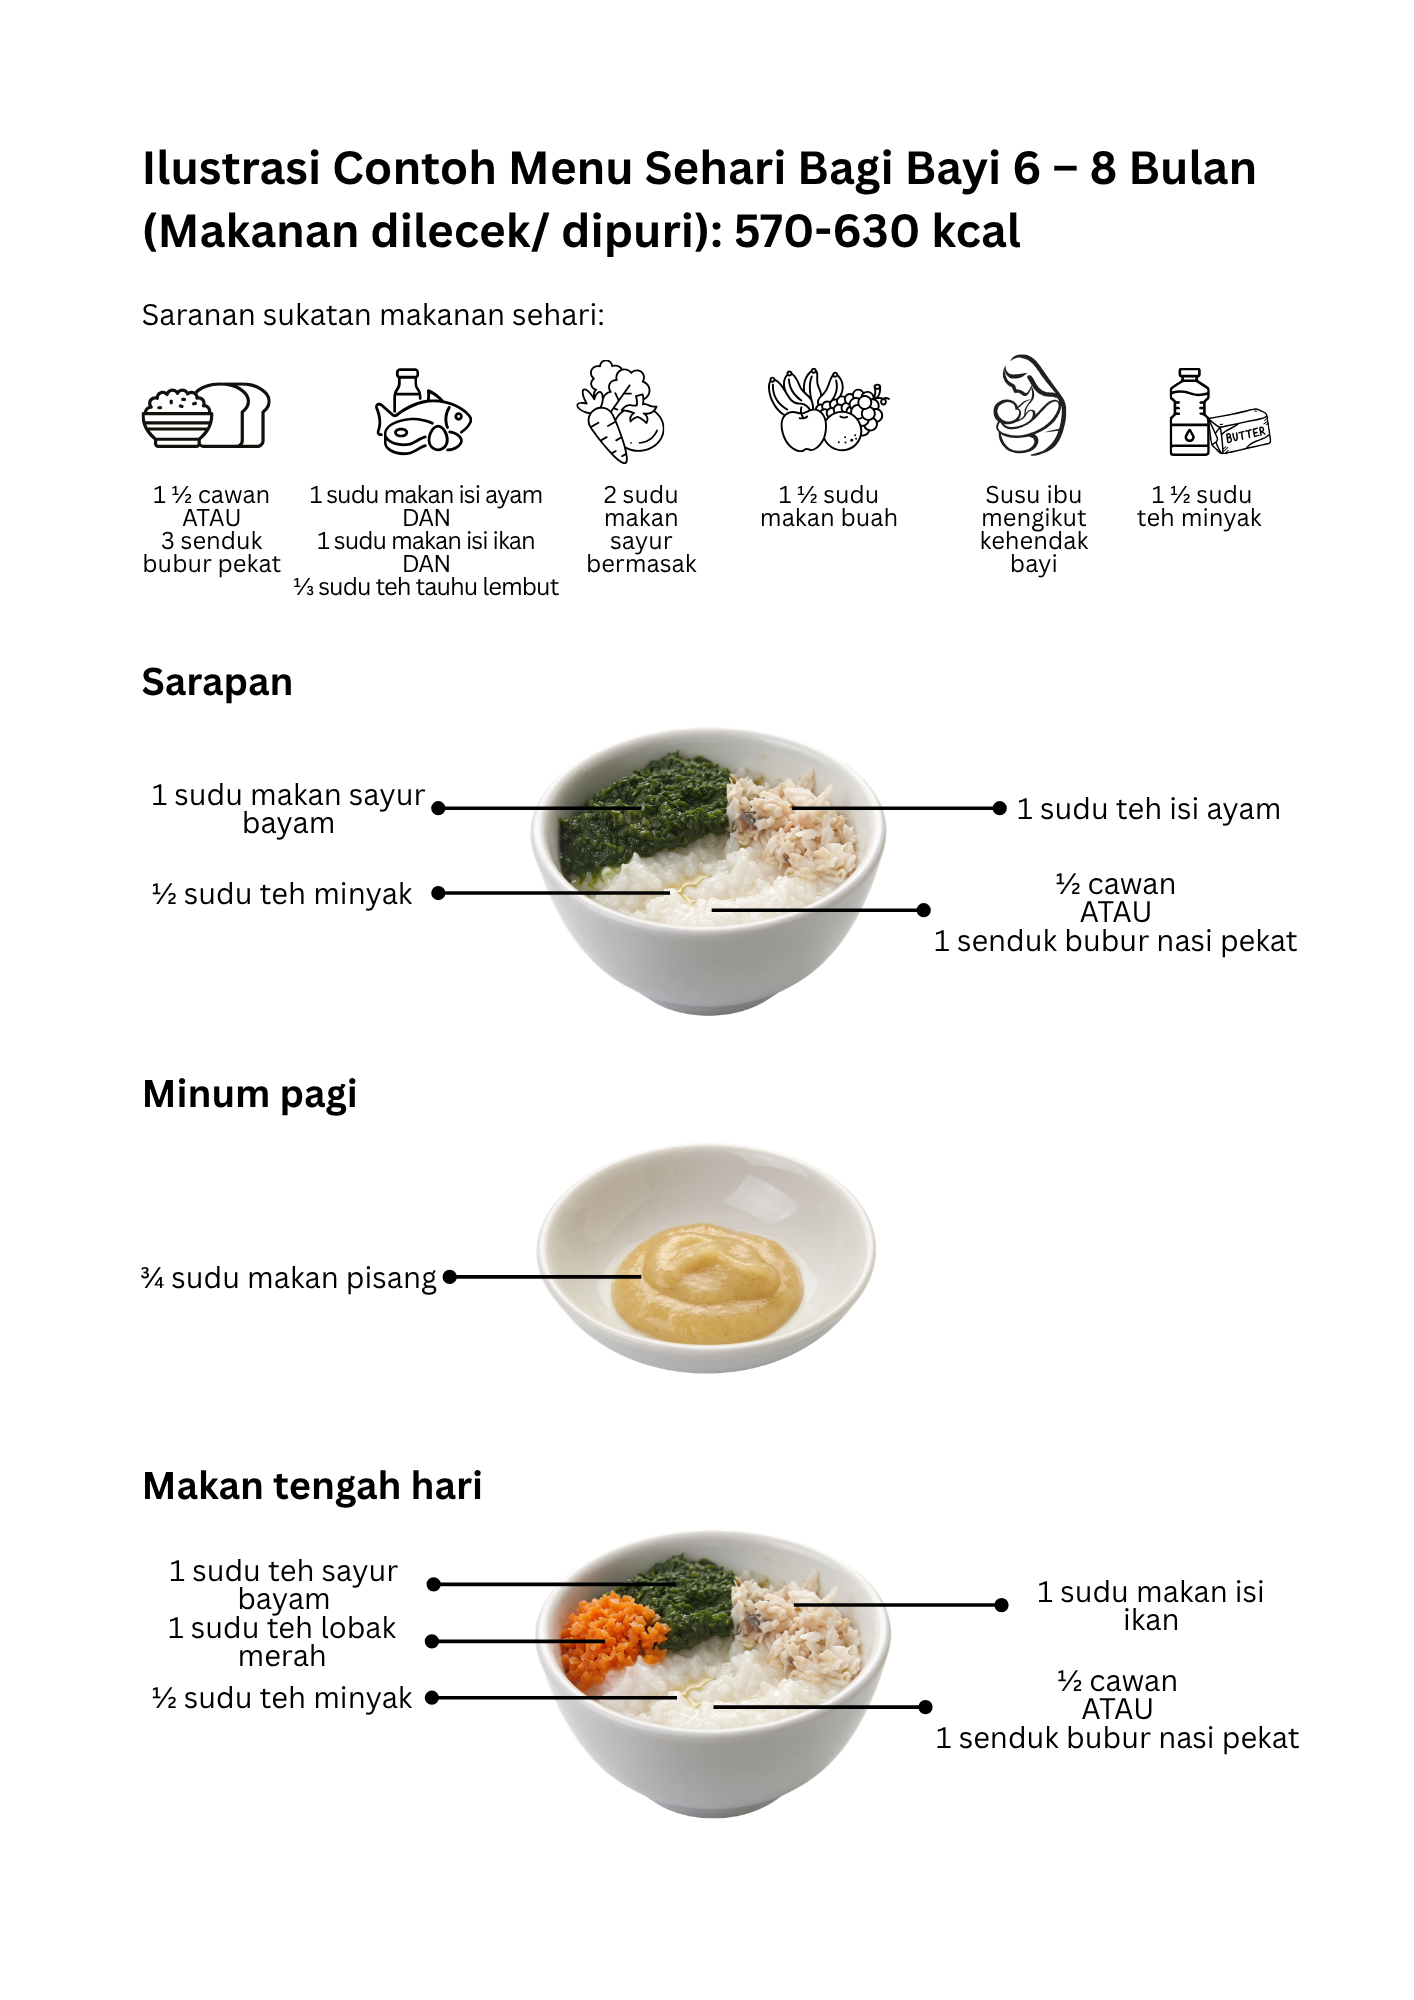 Ilustrasi Contoh Menu Sehari Bagi Bayi 6 – 8 Bulan
(Makanan dilecek/ dipuri): 570-630 kcal
Saranan sukatan makanan sehari:
BUTTER
1 ½ cawan
ATAU
3 senduk
bubur pekat
1 sudu makan isi ayam
DAN
1 sudu makan isi ikan
DAN
⅓ sudu teh tauhu lembut
2 sudu
makan
sayur
bermasak
1 ½ sudu
makan buah
Susu ibu
mengikut
kehendak
bayi
1 ½ sudu
teh minyak
Sarapan
1 sudu makan sayur
bayam
½ sudu teh minyak
1 sudu teh isi ayam
½ cawan
ATAU
1 senduk bubur nasi pekat
Minum pagi
¾ sudu makan pisang
Makan tengah hari
1 sudu teh sayur
bayam
1 sudu teh lobak
merah
½ sudu teh minyak
1 sudu makan isi
ikan
½ cawan
ATAU
1 senduk bubur nasi pekat